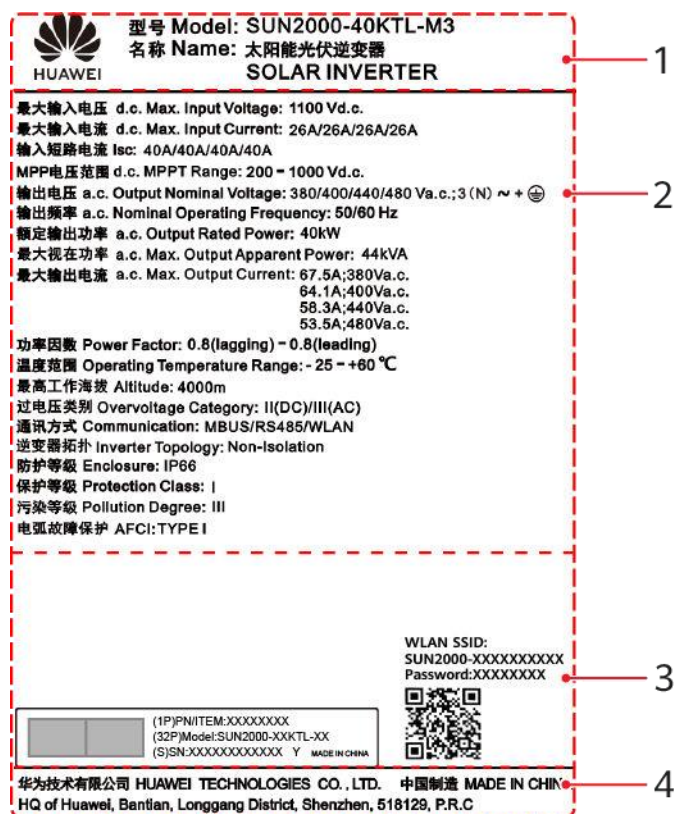 型号 Model: SUN2000-40KTL-M3
名称 Name: 太阳能光伏逆变器
SOLAR INVERTER
HUAWEI
1
最大输入电压 d.c. Max. Input Voltage: 1100 Vd.c.
最大输入电流 d.c. Max. Input Current: 26A/26A/26A/26A
输入短路电流 Isc: 40A/40A/40A/40A
MPP电压范围 d.c. MPPT Range: 200 - 1000 Vd.c.
输出电压 a.c. Output Nominal Voltage: 380/400/440/480 Va.c.;3 (N) ~ +
2
输出频率 a.c. Nominal Operating Frequency: 50/60 Hz
额定输出功率 a.c. Output Rated Power: 40kW
最大视在功率 a.c. Max. Output Apparent Power: 44kVA
最大输出电流 a.c. Max. Output Current: 67.5A;380Va.c.
64.1A;400Va.c.
58.3A;440Va.c.
53.5A;480Va.c.
功率因数 Power Factor: 0.8(lagging) - 0.8(leading)
温度范围 Operating Temperature Range: - 25 - +60 ℃
最高工作海拔 Altitude: 4000m
过电压类别 Overvoltage Category: II(DC)/III(AC)
通讯方式 Communication: MBUS/RS485/WLAN
逆变器拓扑 Inverter Topology: Non-Isolation
防护等级 Enclosure: IP66
保护等级 Protection Class: I
污染等级 Pollution Degree: III
电弧故障保护 AFCI:TYPE I
WLAN SSID:
SUN2000-XXXXXXXXXX
Password:XXXXXXXX
3
(1P)PN/ITEM:XXXXXXXX
(32P)Model:SUN2000-XXKTL-XX
(S)SN:XXXXXXXXXXXX Y MADE IN CHINA
华为技术有限公司 HUAWEI TECHNOLOGIES CO., LTD. 中国制造 MADE IN CHIN
4
HQ of Huawei, Bantian, Longgang District, Shenzhen, 518129, P.R.C